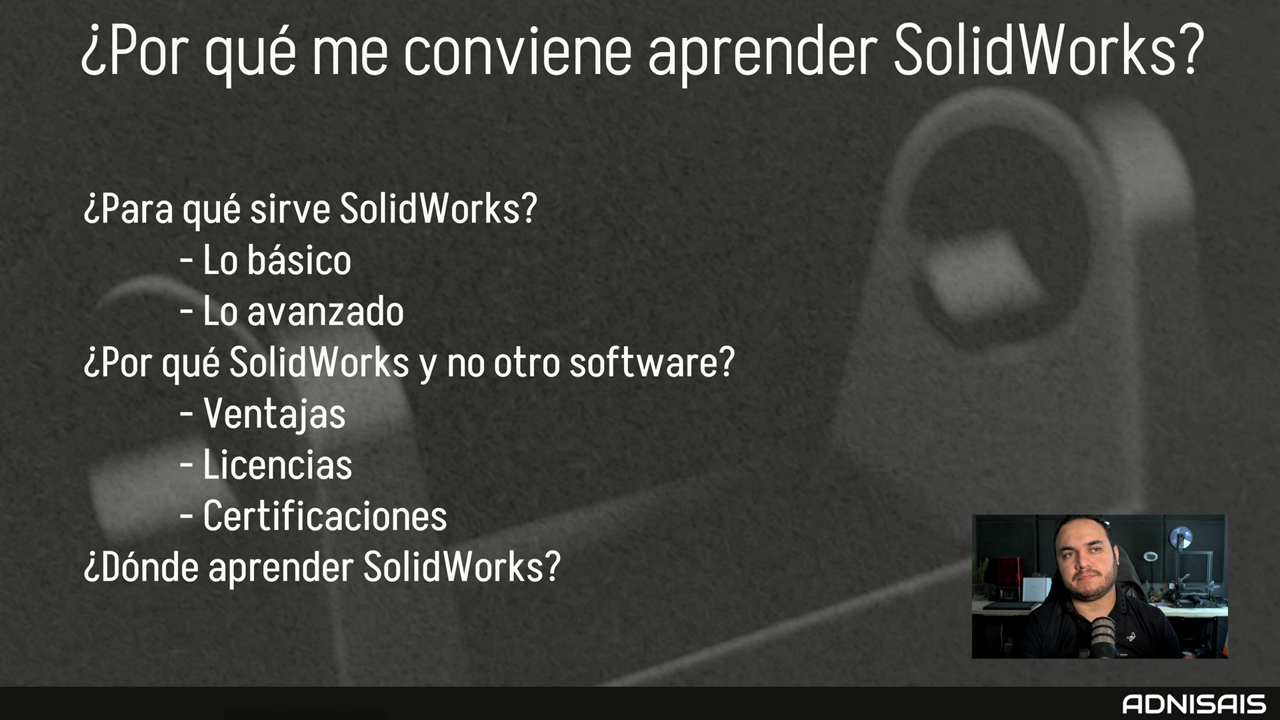 ¿Por qué me conviene aprender SolidWorks?
¿Para qué sirve SolidWorks?
- Lo básico
- Lo avanzado
¿Por qué SolidWorks y no otro software?
- Ventajas
- Licencias
- Certificaciones
¿Dónde aprender SolidWorks?
ADNISAIS